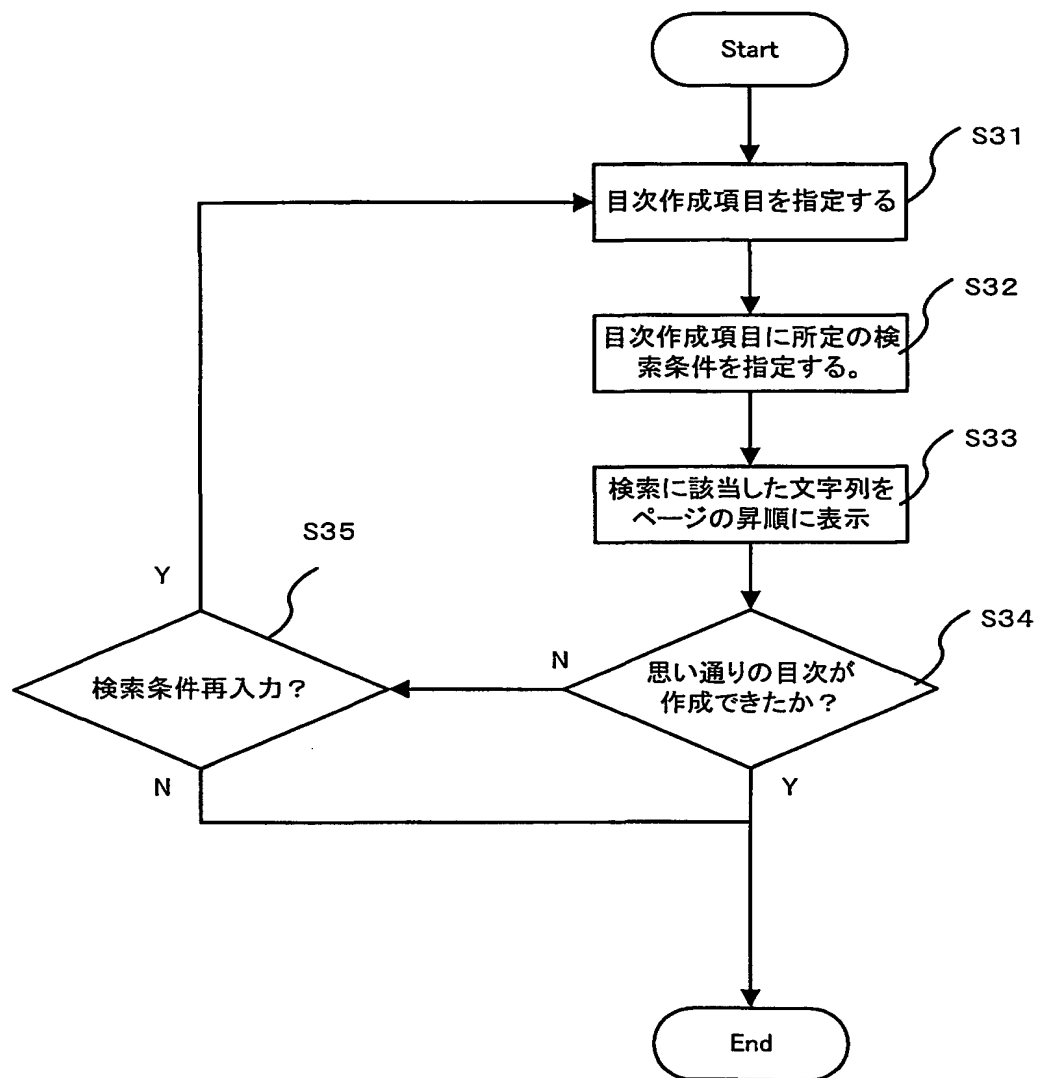 Start
S31
目次作成項目を指定する
S32
目次作成項目に所定の検
索条件を指定する。
S33
検索に該当した文字列を
ページの昇順に表示
S35
Y
S34
N
思い通りの目次が
作成できたか?
検索条件再入力?
N
Y
End